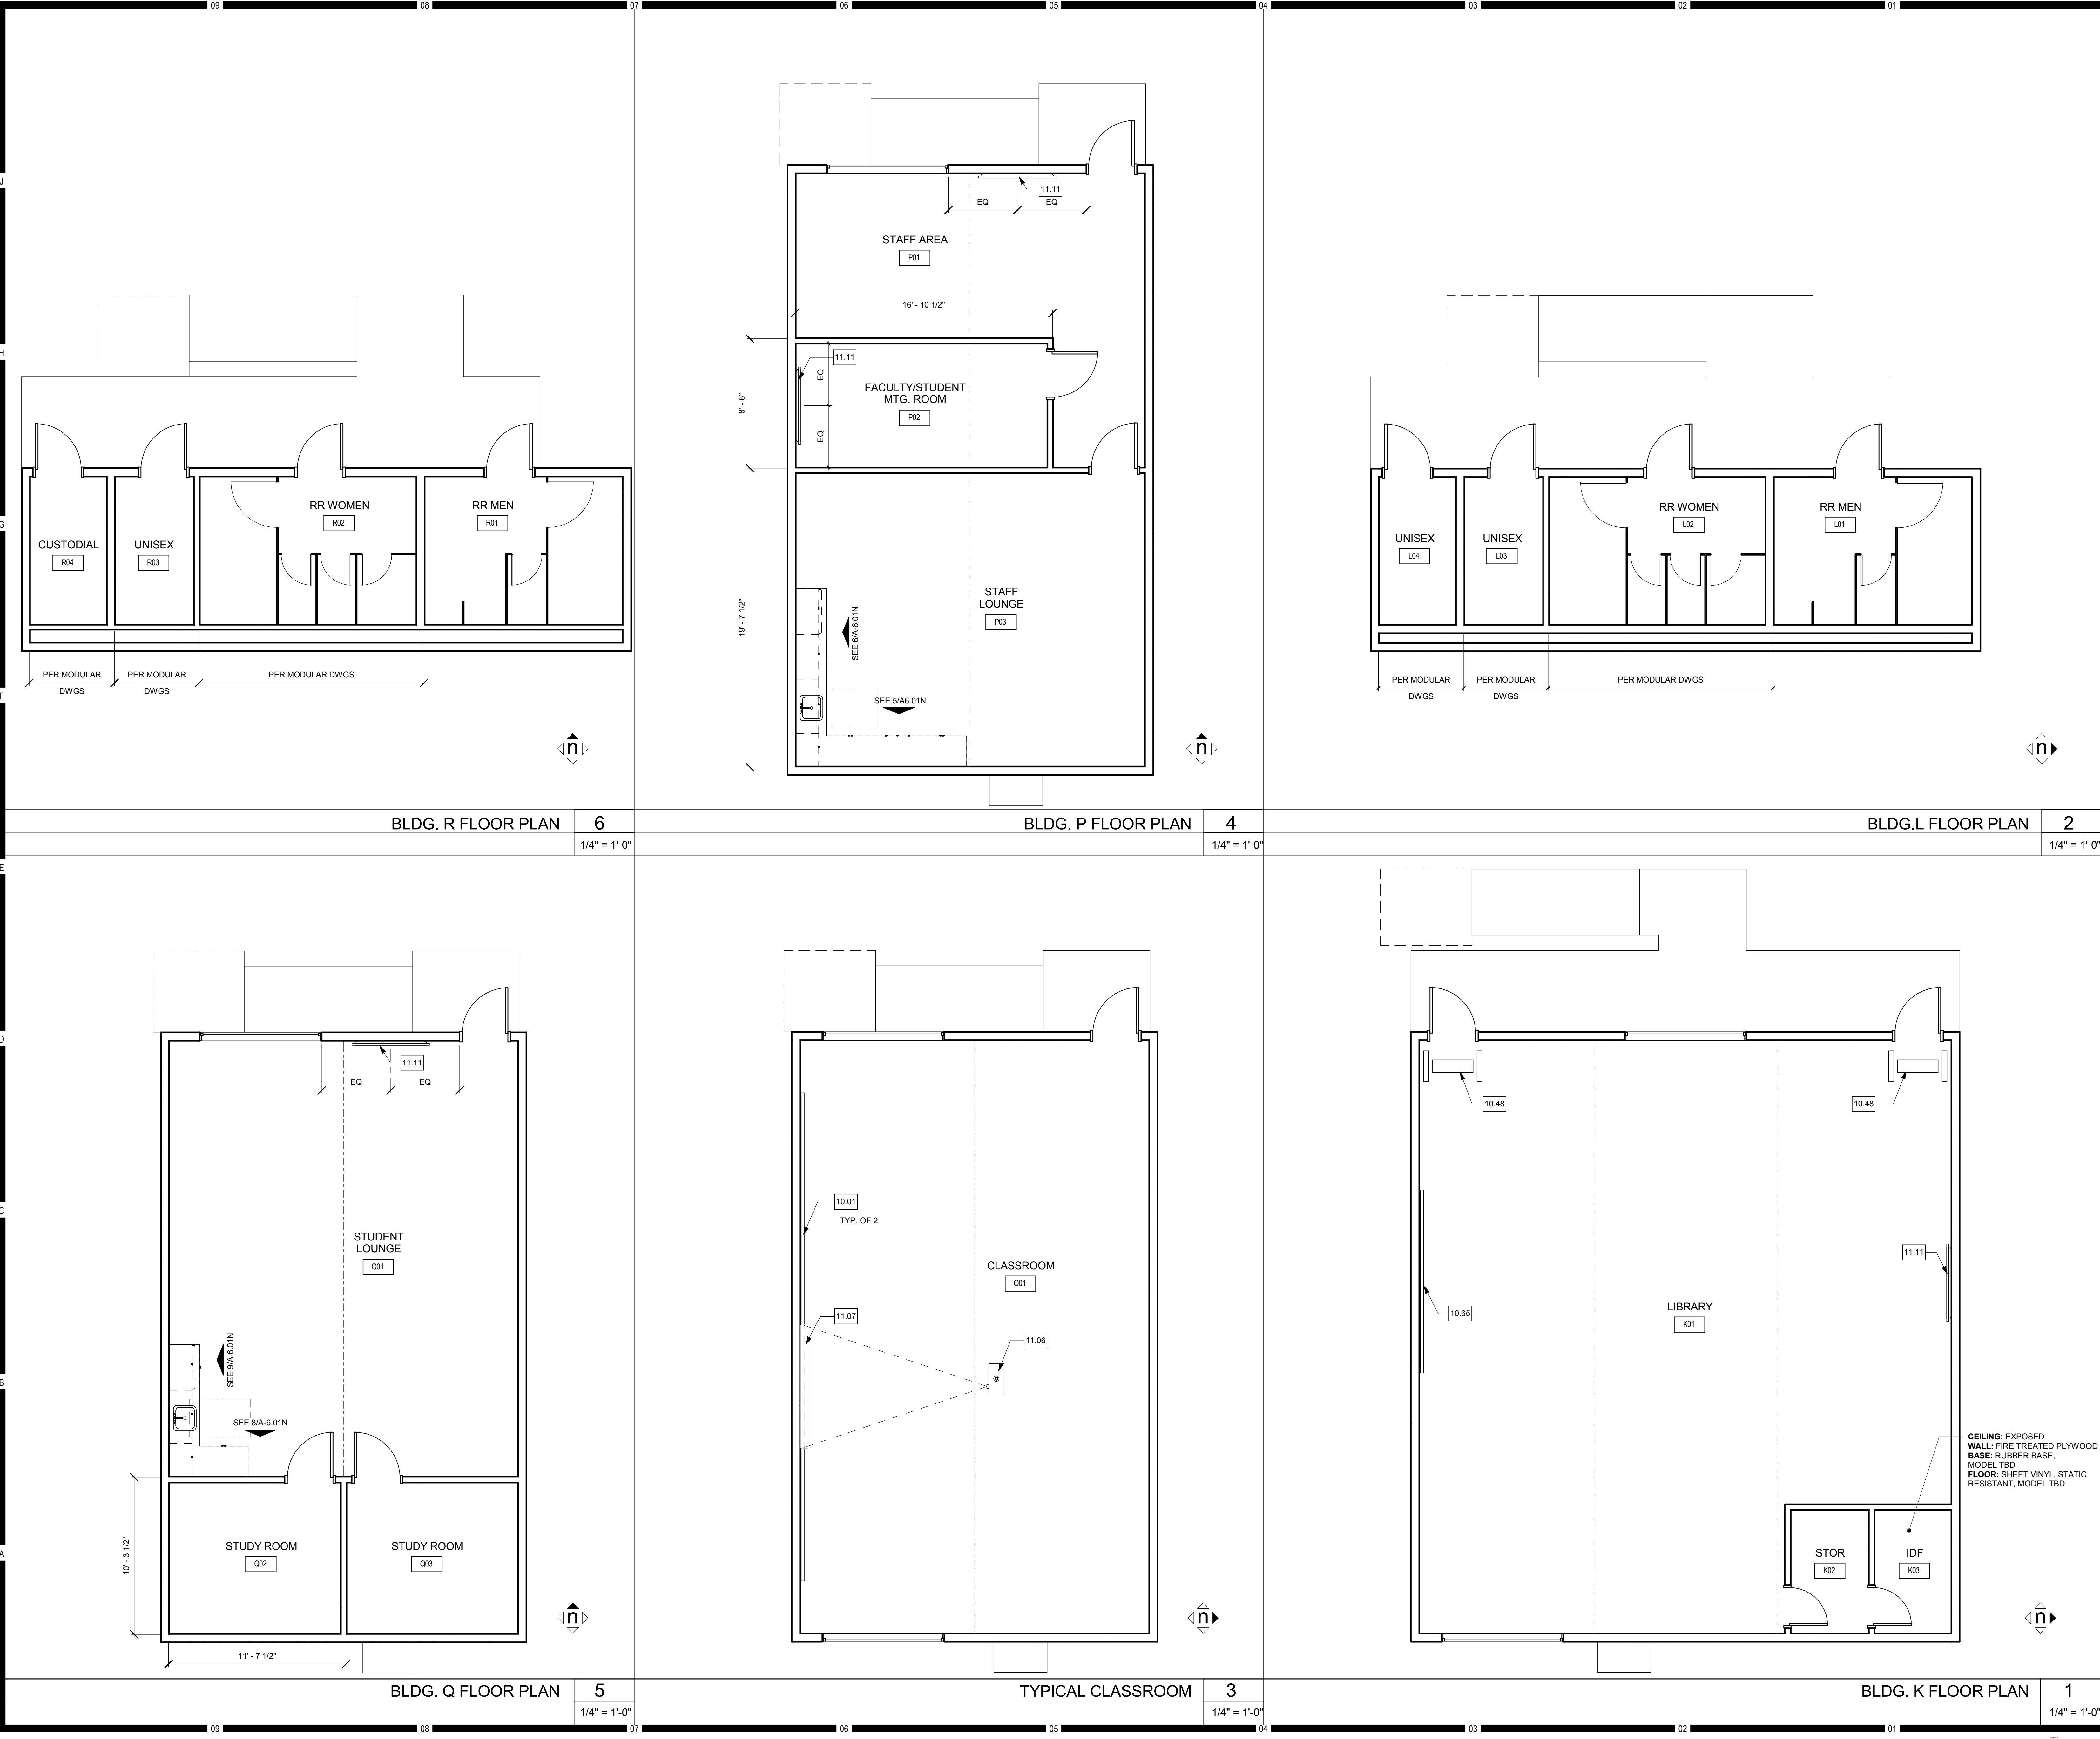 09
08
07
06
05
04
03
02
01
J
H
G
F
E
D
C
B
A
CUSTODIAL
R04
UNISEX
R03
RR WOMEN
R02
RR MEN
R01
PER MODULAR
DWGS
PER MODULAR
DWGS
PER MODULAR DWGS
n
BLDG. R FLOOR PLAN
6
1/4" = 1'-0"
11.11
EQ
EQ
STAFF AREA
P01
16' - 10 1/2"
11.11
EQ
EQ
8' - 6"
FACULTY/STUDENT
MTG. ROOM
P02
19' - 7 1/2"
STAFF
LOUNGE
P03
SEE 6/A-6.01N
SEE 5/A6.01N
n
BLDG. P FLOOR PLAN
4
1/4" = 1'-0"
UNISEX
L04
UNISEX
L03
RR WOMEN
L02
RR MEN
L01
PER MODULAR
DWGS
PER MODULAR
DWGS
PER MODULAR DWGS
n
BLDG.L FLOOR PLAN
2
1/4" = 1'-0"
11.11
EQ
EQ
STUDENT
LOUNGE
Q01
SEE 9/A-6.01N
SEE 8/A-6.01N
10' - 3 1/2"
STUDY ROOM
Q02
STUDY ROOM
Q03
11' - 7 1/2"
n
BLDG. Q FLOOR PLAN
5
1/4" = 1'-0"
10.01
TYP. OF 2
CLASSROOM
O01
11.07
11.06
n
TYPICAL CLASSROOM
3
1/4" = 1'-0"
10.48
10.48
11.11
10.65
LIBRARY
K01
CEILING: EXPOSED
WALL: FIRE TREATED PLYWOOD
BASE: RUBBER BASE,
MODEL TBD
FLOOR: SHEET VINYL, STATIC
RESISTANT, MODEL TBD
STOR
K02
IDF
K03
n
BLDG. K FLOOR PLAN
1
1/4" = 1'-0"
09
08
07
06
05
04
03
02
01